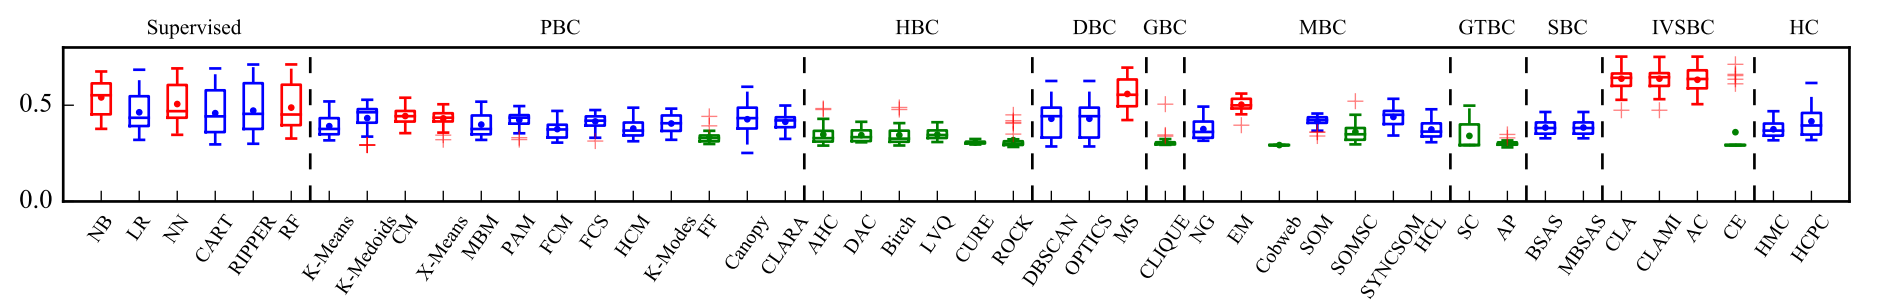 Supervised PBC HBC DBC GBC MBC GTBC SBC IVSBC HC
0.5
0.0
NB LR NN CART RIPPER RF K-Means K-Medoids CM X-Means MBM PAM FCM FCS HCM K-Modes FF Canopy CLARA AHC DAC Birch LVQ CURE ROCK DBSCAN OPTICS MS CLIQUE NG EM Cobweb SOM SOMSC SYNCSOM HCL SC AP BSAS MBSAS CLA CLAMI AC CE HMC HCPC